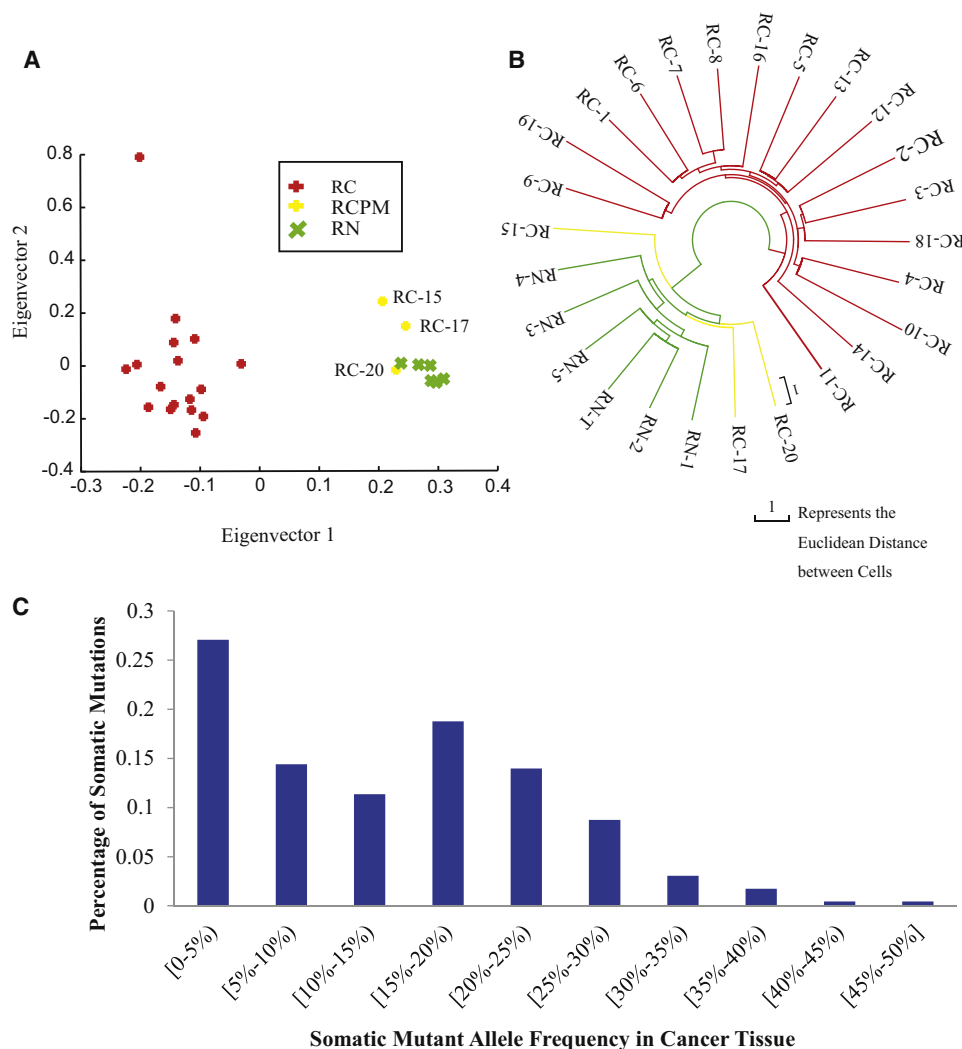 A
0.8
0.6
0.4
0.2
0
-0.2
-0.4
Eigenvector 2
RC
RCPM
RN
RC-15
RC-17
RC-20
-0.3
-0.2
-0.1
0
0.1
0.2
0.3
0.4
Eigenvector 1
B
RC-15
RC-9
RC-19
RC-1
RC-6
RC-7
RC-8
RC-16
RC-5
RC-13
RC-12
RC-2
RC-3
RC-18
RC-4
RC-10
RC-14
RC-11
RC-20
RC-17
RN-1
RN-2
RN-T
RN-5
RN-3
RN-4
1
1
Represents the
Euclidean Distance
between Cells
C
0.3
0.25
0.2
0.15
0.1
0.05
0
Percentage of Somatic Mutations
[0-5%)
[5%-10%)
[10%-15%)
[15%-20%)
[20%-25%)
[25%-30%)
[30%-35%)
[35%-40%)
[40%-45%)
[45%-50%]
Somatic Mutant Allele Frequency in Cancer Tissue